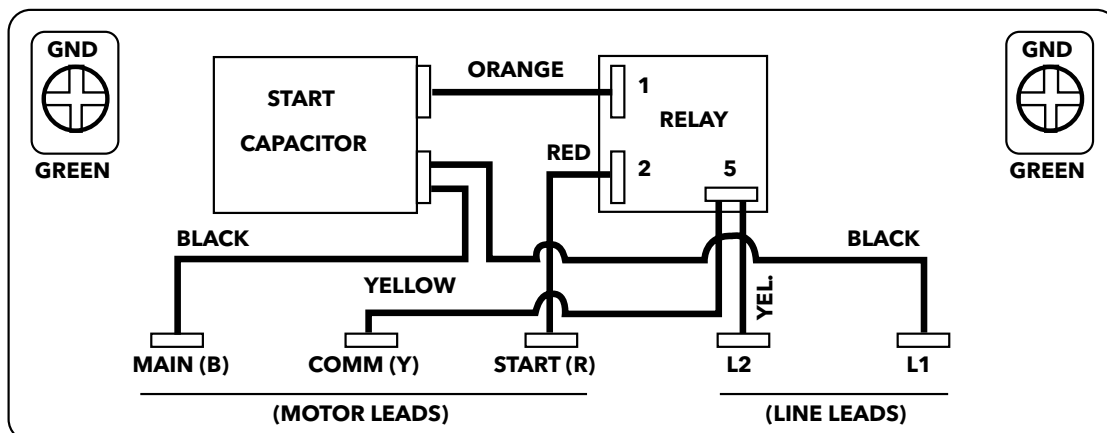 GND
GREEN
START
CAPACITOR
ORANGE
1
RELAY
RED
2
5
GND
GREEN
BLACK
YELLOW
YEL.
BLACK
MAIN (B)
COMM (Y)
START (R)
L2
L1
(MOTOR LEADS)
(LINE LEADS)